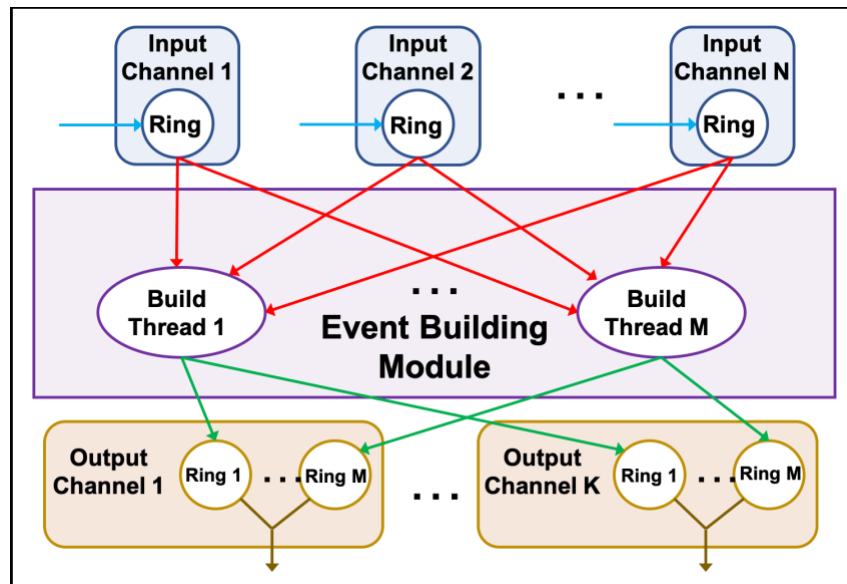 Input
Channel 1
Ring
Input
Channel 2
Ring
...
Input
Channel N
Ring
Build
Thread 1
...
Event Building
Module
Build
Thread M
Output
Channel 1
Ring 1
...
Ring M
...
Output
Channel K
Ring 1
...
Ring M